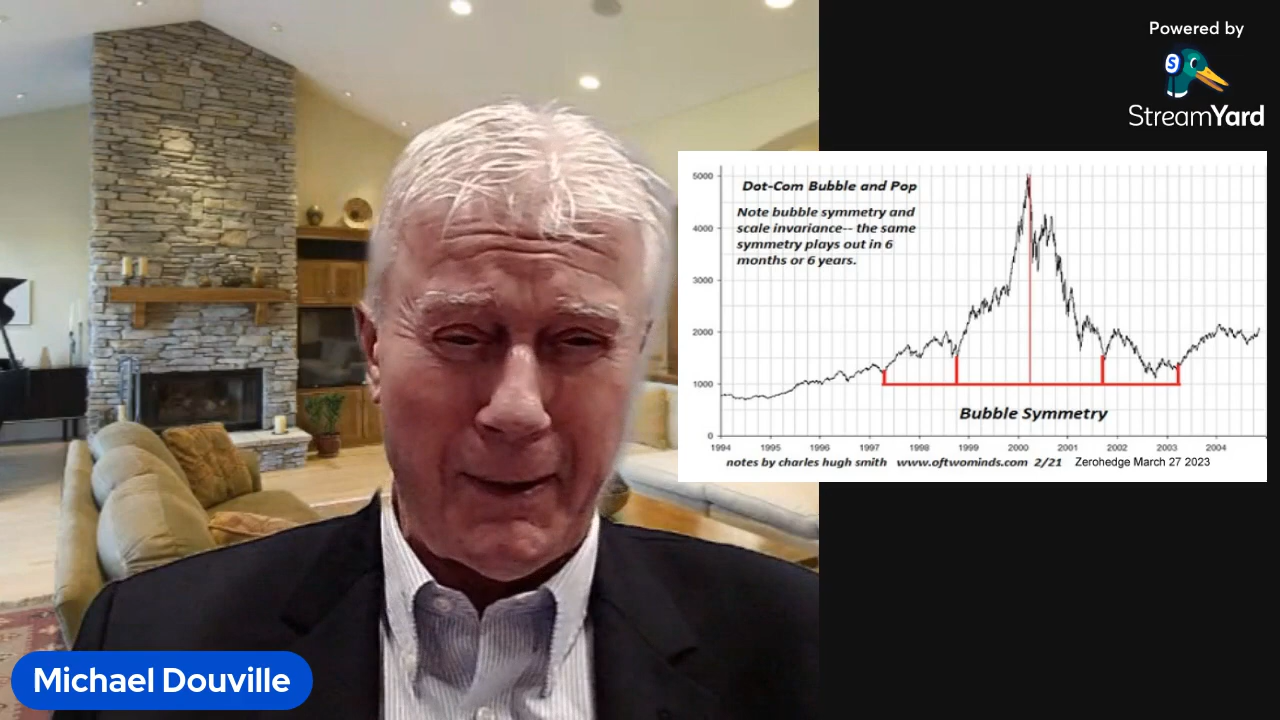 Powered by
S
StreamYard
Dot-Com Bubble and Pop
Note bubble symmetry and
scale invariance-- the same
symmetry plays out in 6
months or 6 years.
5000
4000
3000
2000
1000
0
Bubble Symmetry
1994 1995 1996 1997 1998 1999 2000 2001 2002 2003 2004
notes by charles hugh smith www.oftwominds.com 2/21 Zerohedge March 27 2023
Michael Douville